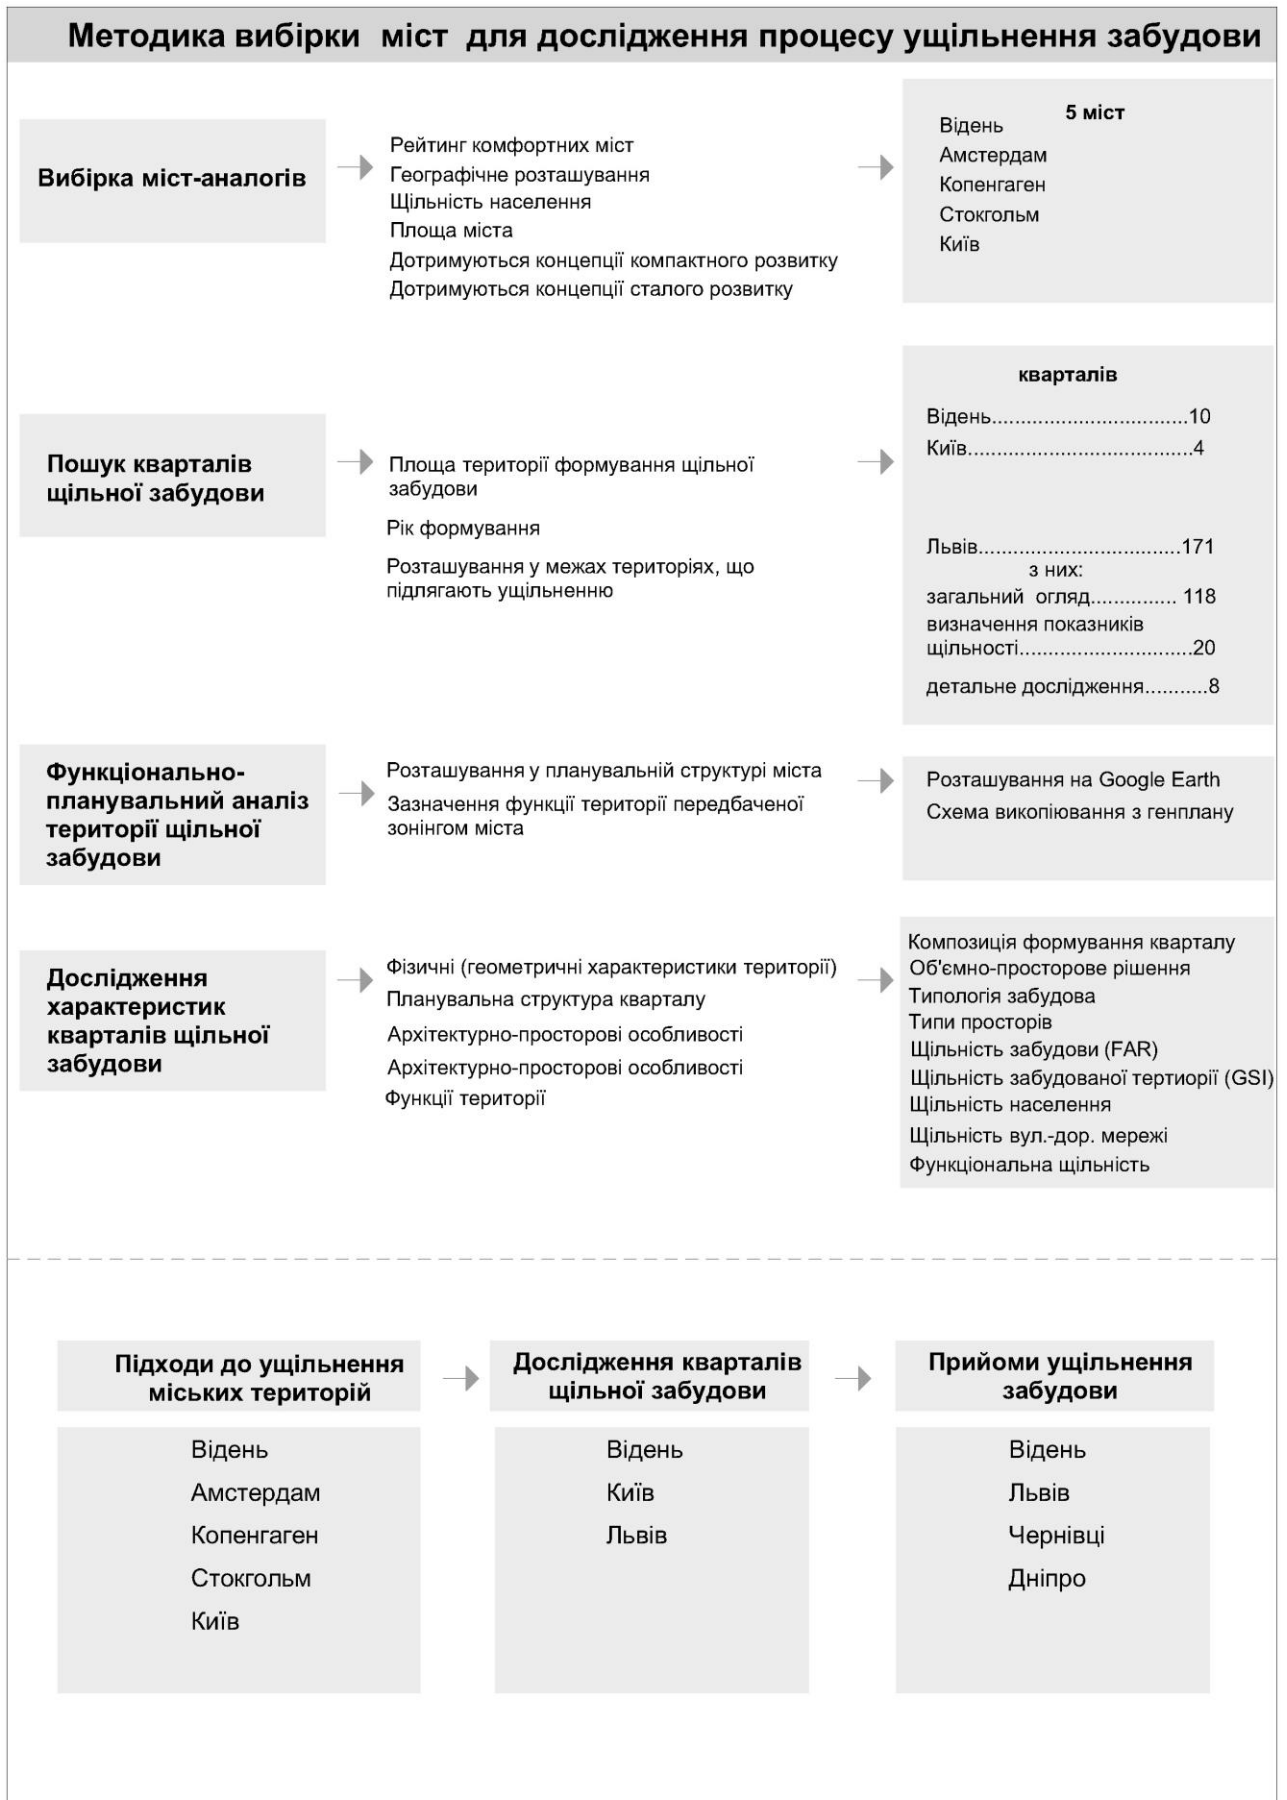 Методика вибірки міст для дослідження процесу ущільнення забудови
Вибірка міст-аналогів
Рейтинг комфортних міст
Географічне розташування
Щільність населення
Площа міста
Дотримуються концепції компактного розвитку
Дотримуються концепції сталого розвитку
5 міст
Відень
Амстердам
Копенгаген
Стокгольм
Київ
Пошук кварталів
щільної забудови
Площа території формування щільної
забудови
Рік формування
Розташування у межах територіях, що
підлягають ущільненню
кварталів
Відень..................................10
Київ.......................................4
Львів...................................171
з них:
загальний огляд............... 118
визначення показників
щільності..............................20
детальне дослідження...........8
Функціонально-
планувальний аналіз
території щільної
забудови
Розташування у планувальній структурі міста
Зазначення функції території передбаченої
зонінгом міста
Розташування на Google Earth
Схема викопіювання з генплану
Дослідження
характеристик
кварталів щільної
забудови
Фізичні (геометричні характеристики території)
Планувальна структура кварталу
Архітектурно-просторові особливості
Архітектурно-просторові особливості
Функції території
Композиція формування кварталу
Об'ємно-просторове рішення
Типологія забудова
Типи просторів
Щільність забудови (FAR)
Щільність забудованої тертиорії (GSI)
Щільність населення
Щільність вул.-дор. мережі
Функціональна щільність
Підходи до ущільнення
міських територій
Відень
Амстердам
Копенгаген
Стокгольм
Київ
Дослідження кварталів
щільної забудови
Відень
Київ
Львів
Прийоми ущільнення
забудови
Відень
Львів
Чернівці
Дніпро